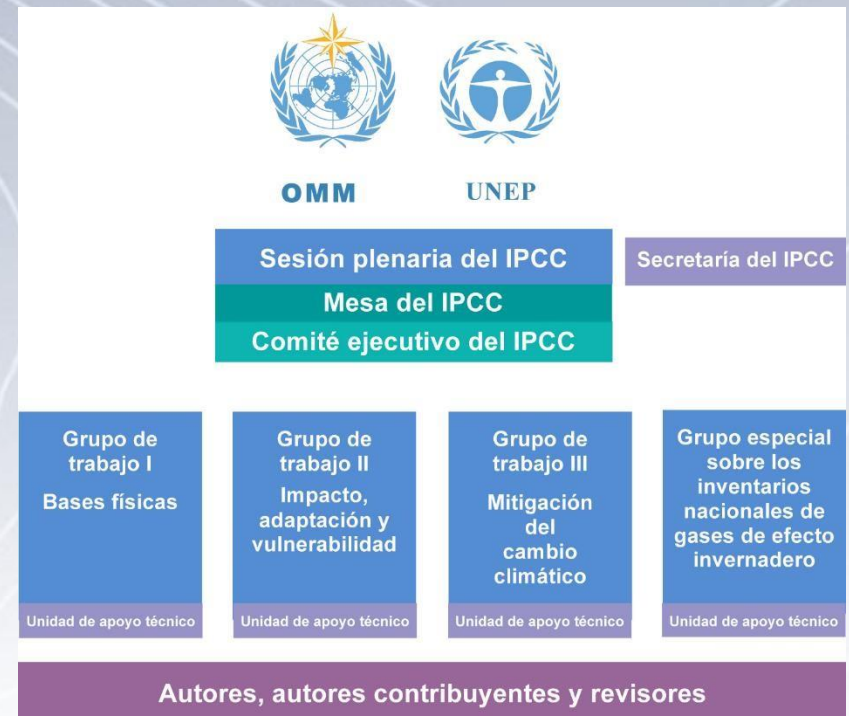 OMM
UNEP
Sesión plenaria del IPCC
Secretaría del IPCC
Mesa del IPCC
Comité ejecutivo del IPCC
Grupo de
trabajo I
Bases físicas
Unidad de apoyo técnico
Grupo de
trabajo II
Impacto,
adaptación y
vulnerabilidad
Unidad de apoyo técnico
Grupo de
trabajo III
Mitigación
del
cambio
climático
Unidad de apoyo técnico
Grupo especial
sobre los
inventarios
nacionales de
gases de efecto
invernadero
Unidad de apoyo técnico
Autores, autores contribuyentes y revisores